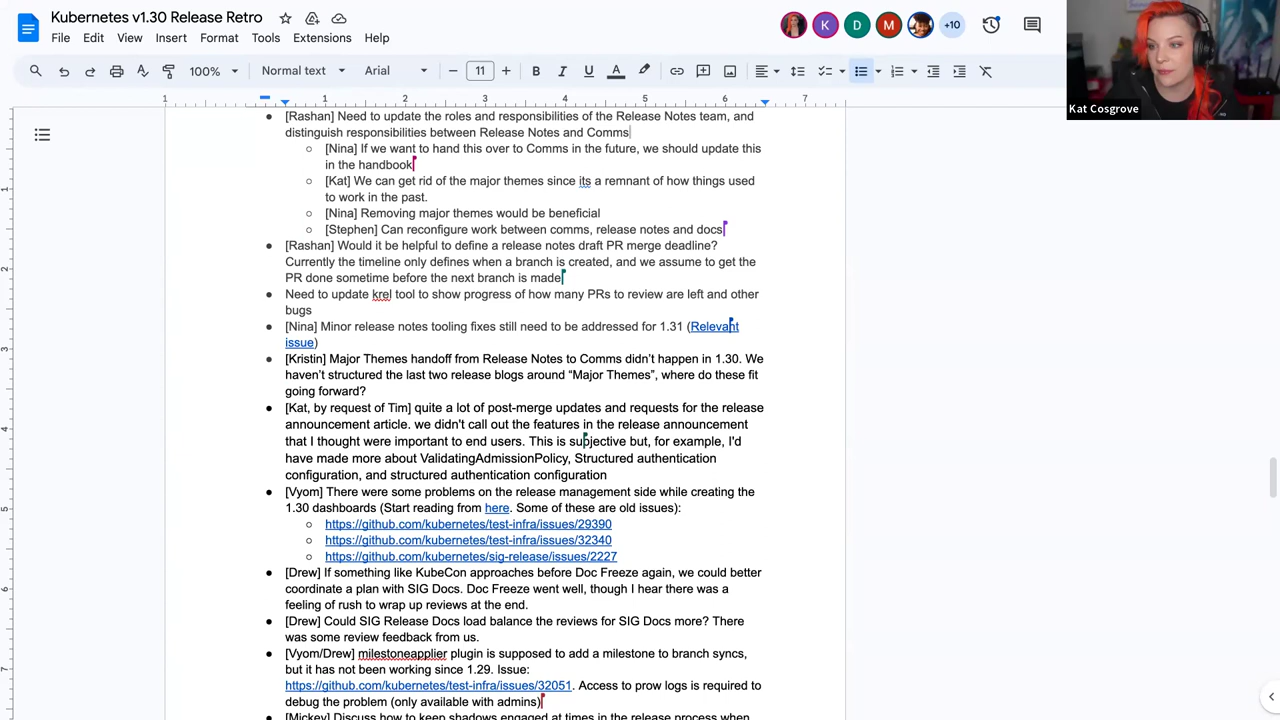 Kubernetes v1.30 Release Retro
File Edit View Insert Format Tools Extensions Help
K D M +10
100% Normal text Arial 11
Kat Cosgrove
1 1 2 3 4 5 6 7
[Rashan] Need to update the roles and responsibilities of the Release Notes team, and
distinguish responsibilities between Release Notes and Comms
[Nina] If we want to hand this over to Comms in the future, we should update this
in the handbook
[Kat] We can get rid of the major themes since its a remnant of how things used
to work in the past.
[Nina] Removing major themes would be beneficial
[Stephen] Can reconfigure work between comms, release notes and docs
[Rashan] Would it be helpful to define a release notes draft PR merge deadline?
Currently the timeline only defines when a branch is created, and we assume to get the
PR done sometime before the next branch is made
Need to update krel tool to show progress of how many PRs to review are left and other
bugs
[Nina] Minor release notes tooling fixes still need to be addressed for 1.31 (Relevant
issue)
[Kristin] Major Themes handoff from Release Notes to Comms didn't happen in 1.30. We
haven't structured the last two release blogs around “Major Themes”, where do these fit
going forward?
[Kat, by request of Tim] quite a lot of post-merge updates and requests for the release
announcement article. we didn't call out the features in the release announcement
that I thought were important to end users. This is subjective but, for example, I'd
have made more about ValidatingAdmissionPolicy, Structured authentication
configuration, and structured authentication configuration
[Vyom] There were some problems on the release management side while creating the
1.30 dashboards (Start reading from here. Some of these are old issues):
https://github.com/kubernetes/test-infra/issues/29390
https://github.com/kubernetes/test-infra/issues/32340
https://github.com/kubernetes/sig-release/issues/2227
[Drew] If something like KubeCon approaches before Doc Freeze again, we could better
coordinate a plan with SIG Docs. Doc Freeze went well, though I hear there was a
feeling of rush to wrap up reviews at the end.
[Drew] Could SIG Release Docs load balance the reviews for SIG Docs more? There
was some review feedback from us.
[Vyom/Drew] milestoneapplier plugin is supposed to add a milestone to branch syncs,
but it has not been working since 1.29. Issue:
https://github.com/kubernetes/test-infra/issues/32051. Access to prow logs is required to
debug the problem (only available with admins)
[Mickey] Discuss how to keep shadows engaged at times in the release process when
1
2
3
4
5
6
7